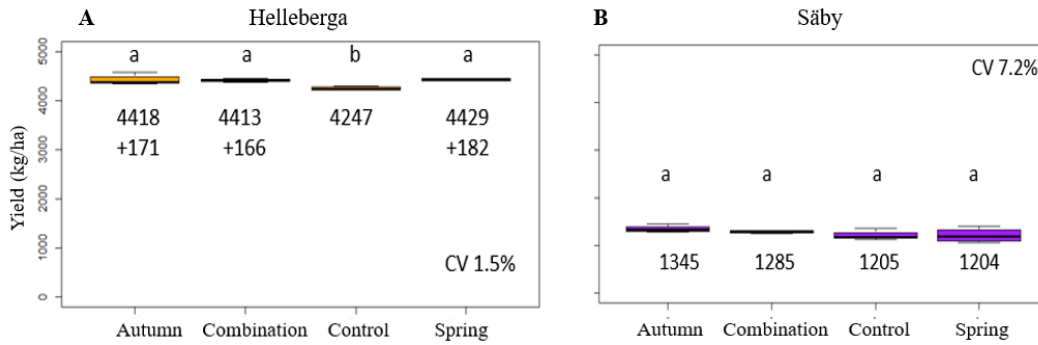 A Helleberga
a a b a
4418 4413 4247 4429
+171 +166 +182
CV 1.5%
Yield (kg/ha)
5000
4000
3000
2000
1000
0
Autumn Combination Control Spring
B Säby
CV 7.2%
a a a a
1345 1285 1205 1204
Autumn Combination Control Spring